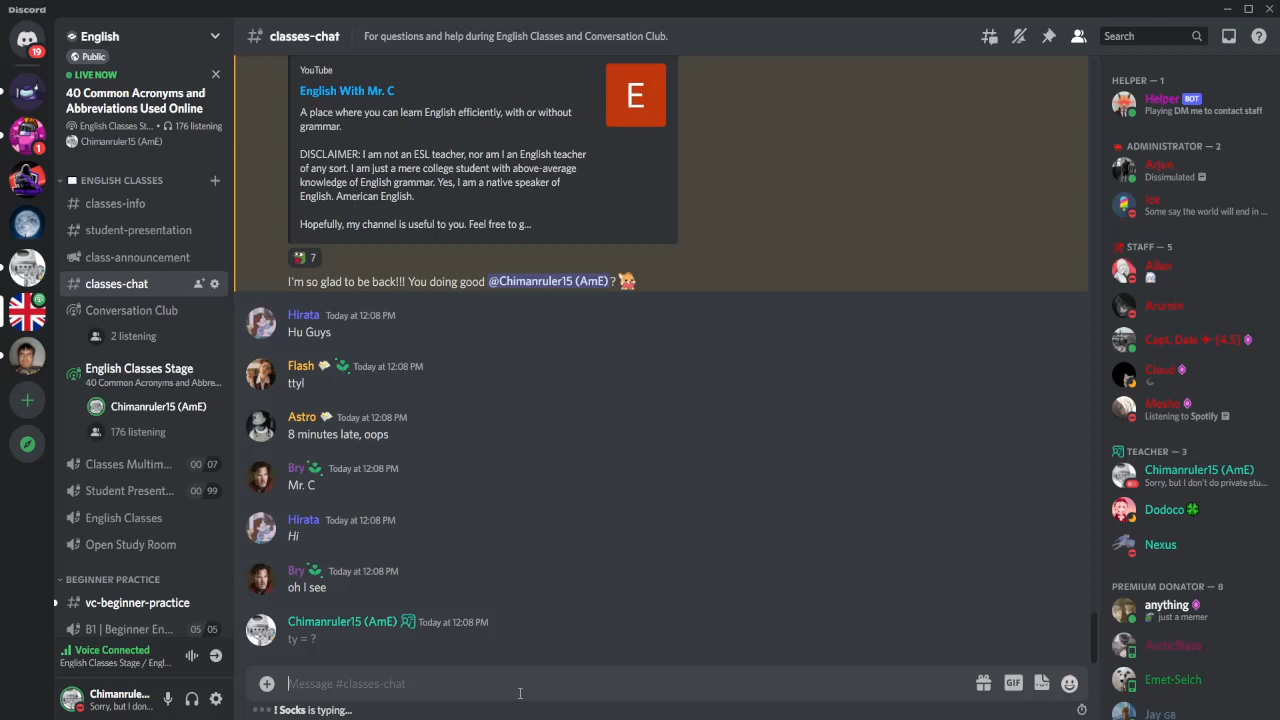 Discord
19
English
Public
LIVE NOW
40 Common Acronyms and
Abbreviations Used Online
English Classes St... • 176 listening
Chimanruler15 (AmE)
ENGLISH CLASSES
classes-info
student-presentation
class-announcement
classes-chat
Conversation Club
2 listening
English Classes Stage
40 Common Acronyms and Abbre...
Chimanruler15 (AmE)
176 listening
Classes Multim... 00 07
Student Present... 00 99
English Classes
Open Study Room
BEGINNER PRACTICE
vc-beginner-practice
B1 | Beginner En... 05 05
Voice Connected
English Classes Stage / Engl...
Chimanrule...
Sorry, but I don...
1
classes-chat
For questions and help during English Classes and Conversation Club.
Search
YouTube
English With Mr. C
E
A place where you can learn English efficiently, with or without
grammar.
DISCLAIMER: I am not an ESL teacher, nor am I an English teacher
of any sort. I am just a mere college student with above-average
knowledge of English grammar. Yes, I am a native speaker of
English. American English.
Hopefully, my channel is useful to you. Feel free to g...
7
I'm so glad to be back!!! You doing good @Chimanruler15 (AmE) ?
Hirata Today at 12:08 PM
Hu Guys
Flash Today at 12:08 PM
ttyl
Astro Today at 12:08 PM
8 minutes late, oops
Bry Today at 12:08 PM
Mr. C
Hirata Today at 12:08 PM
Hi
Bry Today at 12:08 PM
oh I see
Chimanruler15 (AmE) Today at 12:08 PM
ty = ?
Message #classes-chat
GIF
! Socks is typing...
HELPER — 1
Helper BOT
Playing DM me to contact staff
ADMINISTRATOR — 2
Arjun
Dissimulated
Ice
Some say the world will end in ...
STAFF — 5
Allen
Arumin
Capt. Dale [4.5]
Cloud
Mesho
Listening to Spotify
TEACHER — 3
Chimanruler15 (AmE)
Sorry, but I don't do private stu...
Dodoco
Nexus
PREMIUM DONATOR — 8
anything
just a memer
ArcticBlass
Emet-Selch
Jay GB